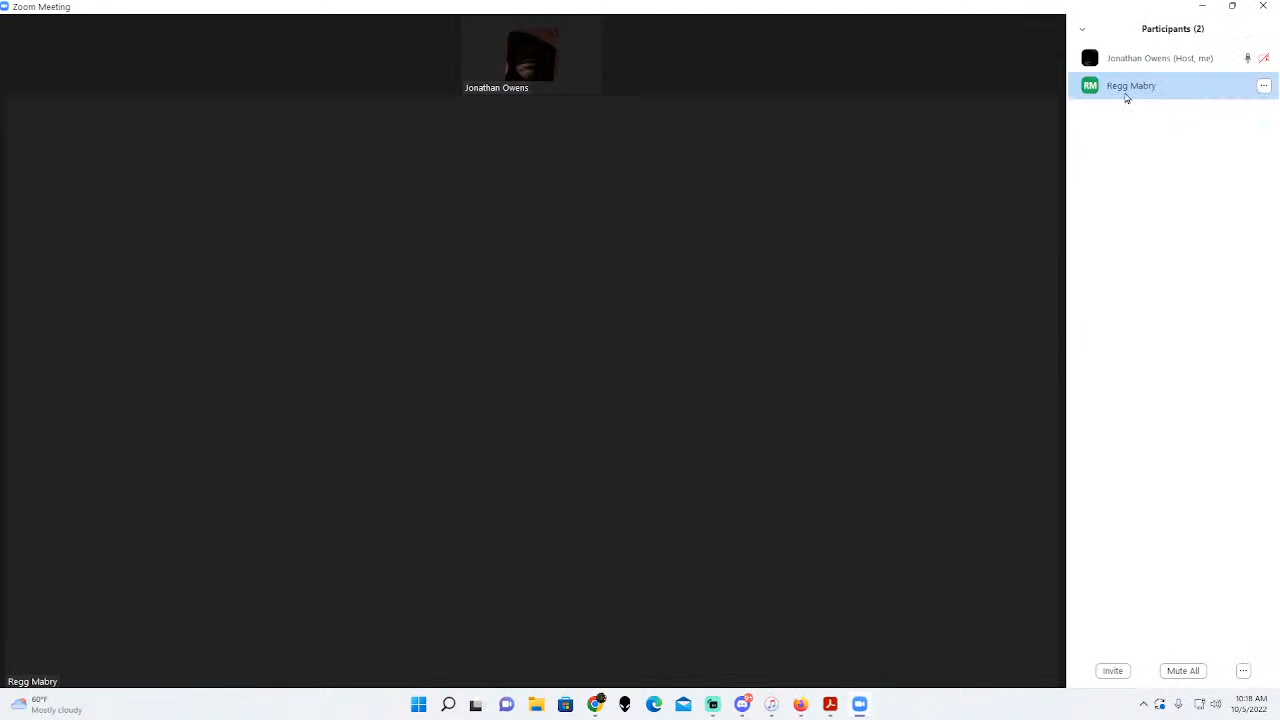 Zoom Meeting
Participants (2)
Jonathan Owens (Host, me)
RM Regg Mabry
Jonathan Owens
Regg Mabry
Invite
Mute All
60°F
Mostly cloudy
10:18 AM
10/5/2022